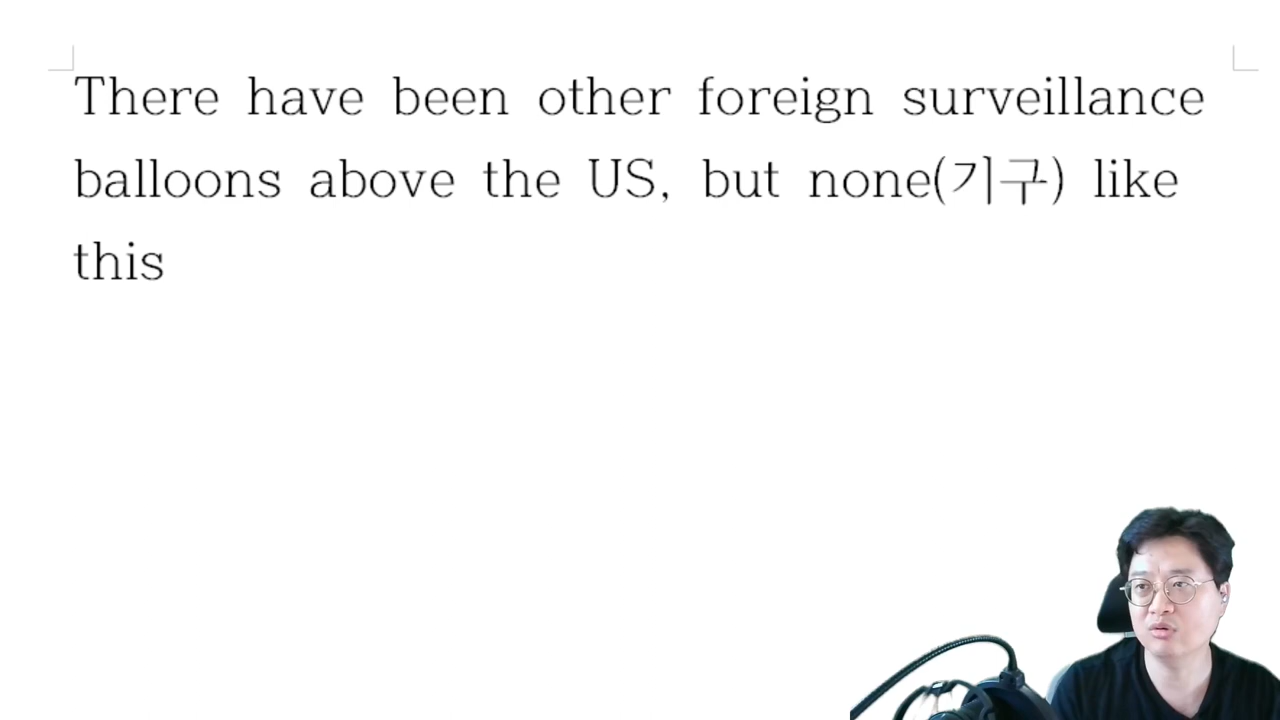 There have been other foreign surveillance
balloons above the US, but none(기구) like
this